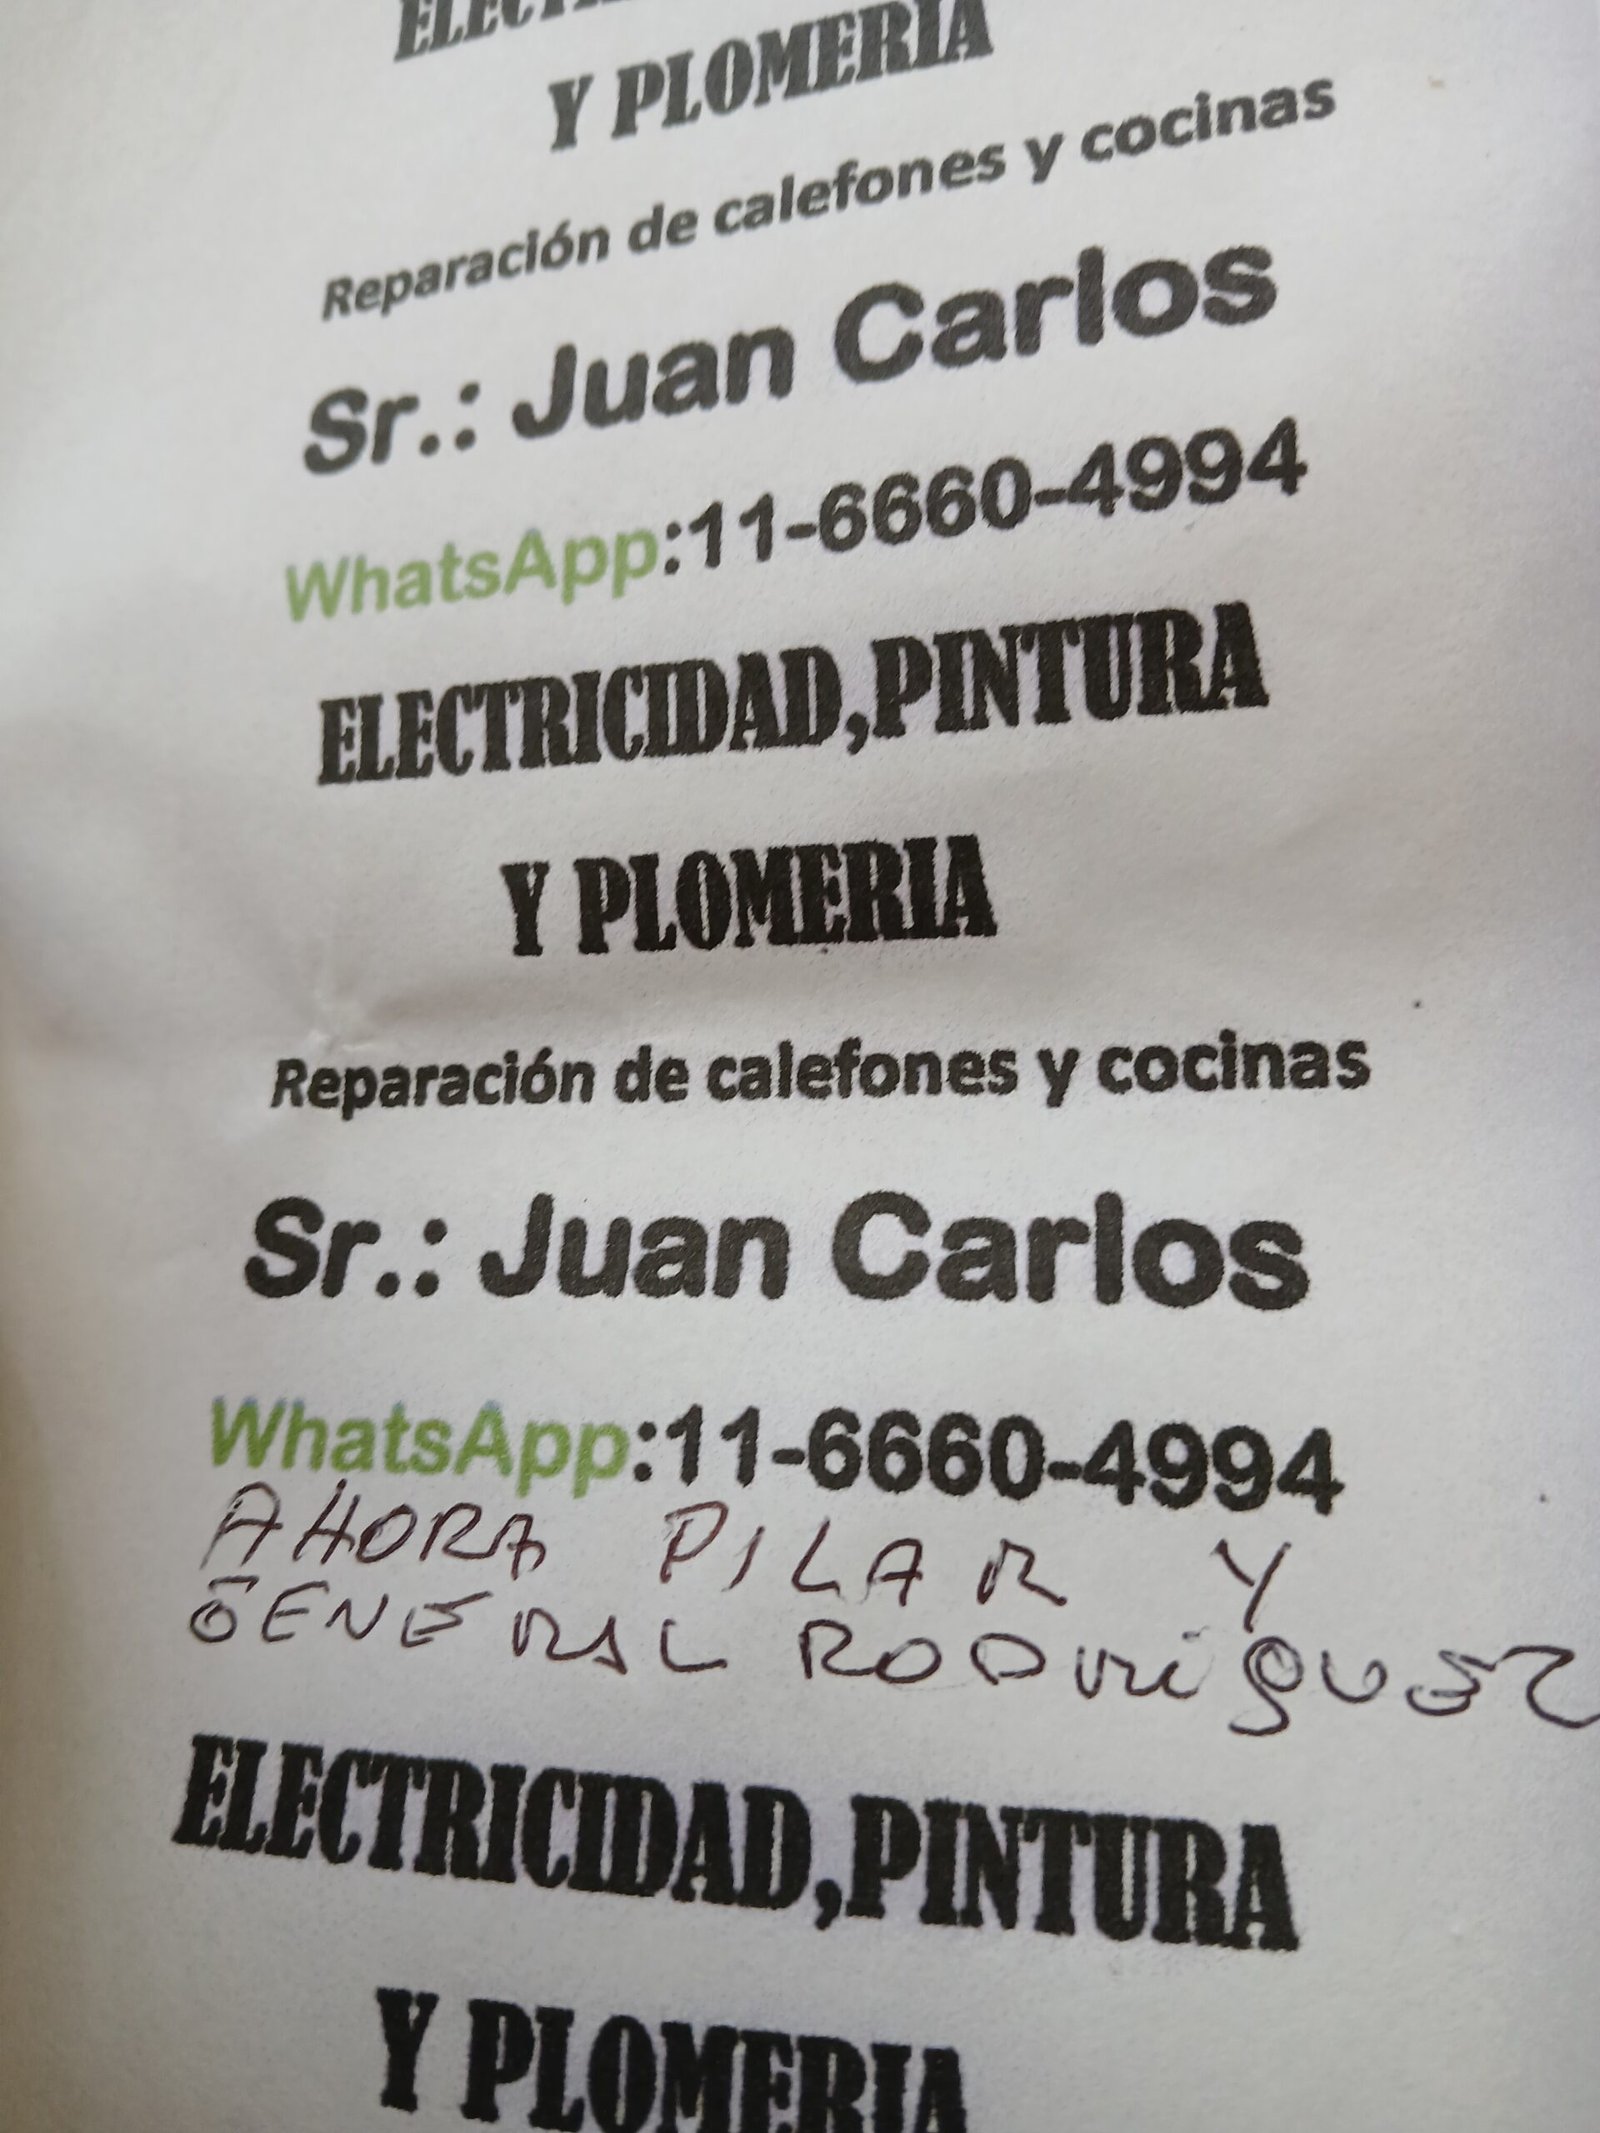 Y PLOMERIA
Reparación de calefones y cocinas
Sr.: Juan Carlos
WhatsApp:11-6660-4994
ELECTRICIDAD,PINTURA
Y PLOMERIA
Reparación de calefones y cocinas
Sr.: Juan Carlos
WhatsApp:11-6660-4994
AHORA PILAR Y
GENERAL RODRiGUEZ
ELECTRICIDAD,PINTURA
Y PLOMERIA